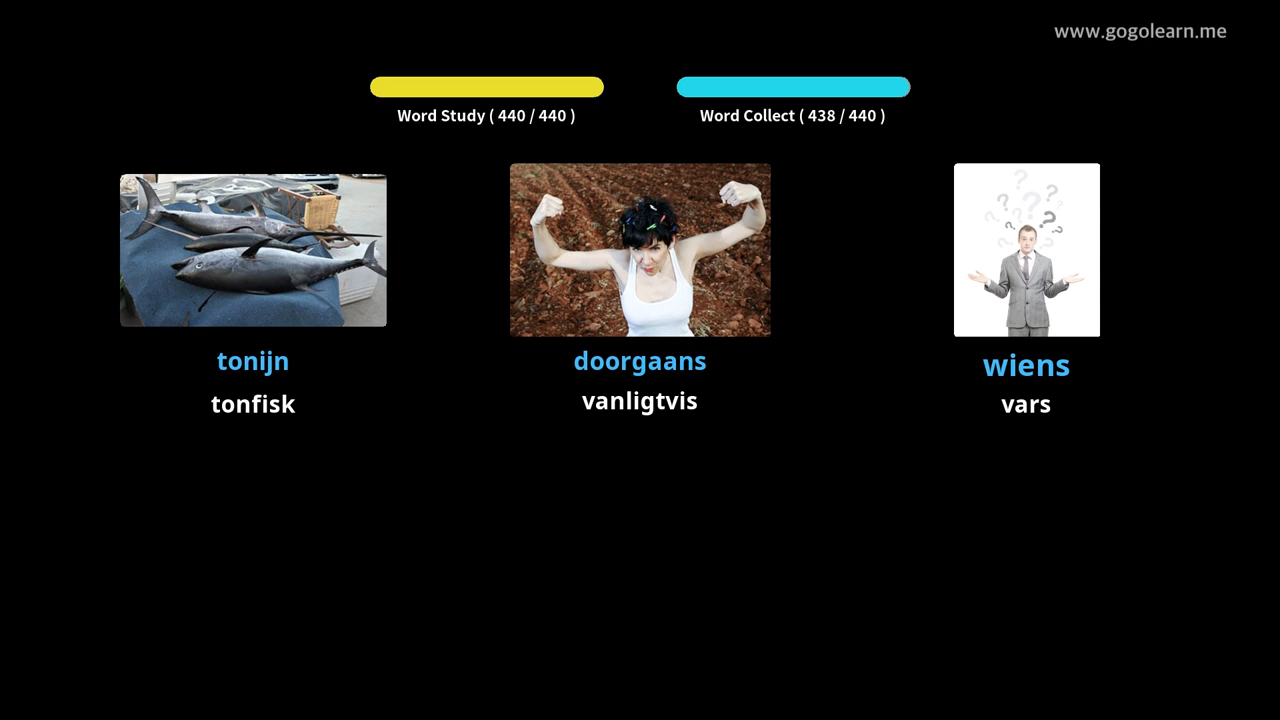 www.gogolearn.me
Word Study ( 440 / 440 )
Word Collect ( 438 / 440 )
tonijn
tonfisk
doorgaans
vanligtvis
wiens
vars